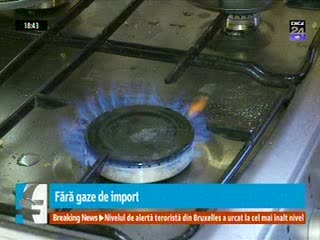 18:43
DIGI
24
Fără gaze de import
Breaking News ▶ Nivelul de alertă teroristă din Bruxelles a urcat la cel mai înalt nivel